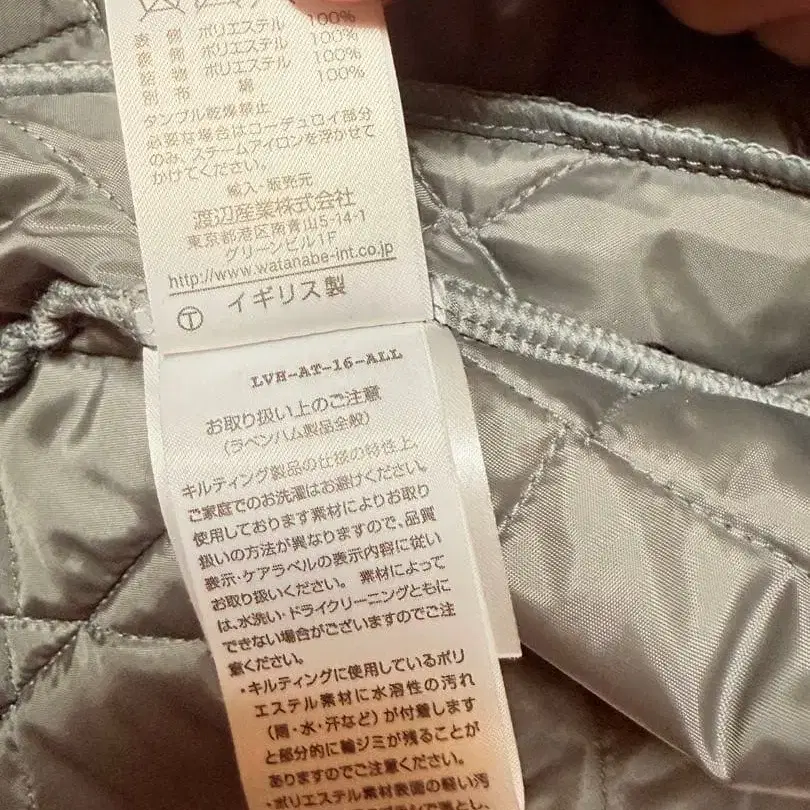 表 側 ポリエステル 100%
裏 側 ポリエステル 100%
詰 物 ポリエステル 100%
別 布 綿 100%
タンブル乾燥禁止
必要な場合はコーデュロイ部分
のみ、スチームアイロンを浮かせて
かけてください。
輸入・販売元
渡辺産業株式会社
東京都港区南青山5-14-1
グリーンビル1F
http://www.watanabe-int.co.jp
Ⓣ イギリス製
LVH-AT-16-ALL
お取り扱い上のご注意
(ラベンハム製品全般)
キルティング製品の仕様の特性上、
ご家庭でのお洗濯はお避けください。
使用しております素材によりお取り
扱いの方法が異なりますので、品質
表示・ケアラベルの表示内容に従い
お取り扱いください。 素材によって
は、水洗い・ドライクリーニングともに
できない場合がございますのでご注
意ください。
・キルティングに使用しているポリ
エステル素材に水溶性の汚れ
(雨・水・汗など)が付着します
と部分的に輪ジミが残ることが
ありますのでご注意ください。
・ポリエステル素材表面の軽い汚